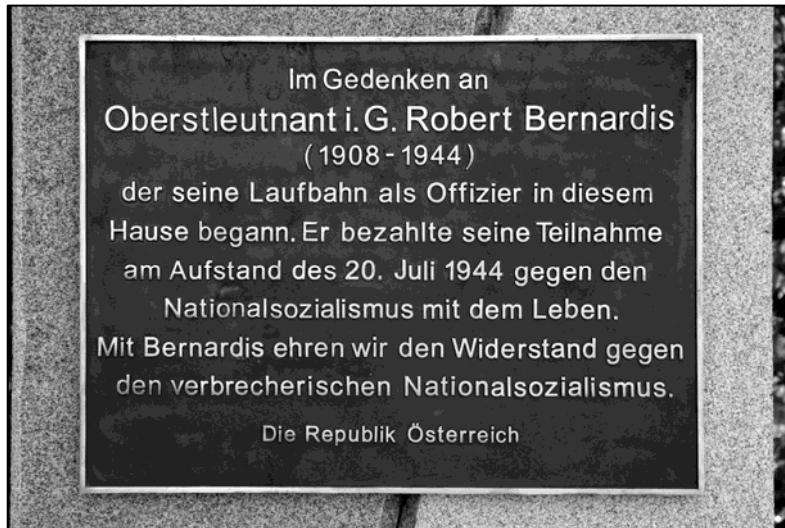 Im Gedenken an
Oberstleutnant i.G. Robert Bernardis
(1908-1944)
der seine Laufbahn als Offizier in diesem
Hause begann. Er bezahlte seine Teilnahme
am Aufstand des 20. Juli 1944 gegen den
Nationalsozialismus mit dem Leben.
Mit Bernardis ehren wir den Widerstand gegen
den verbrecherischen Nationalsozialismus.
Die Republik Österreich